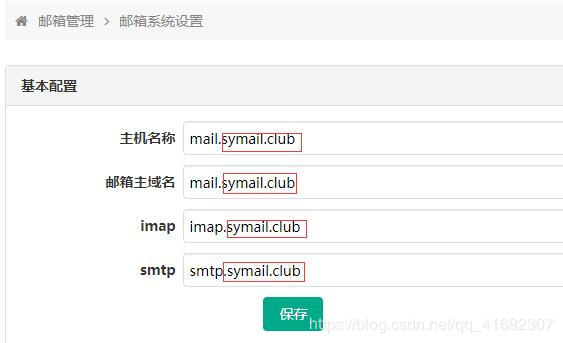 邮箱管理 > 邮箱系统设置
基本配置
主机名称 mail.symail.club
邮箱主域名 mail.symail.club
imap imap.symail.club
smtp smtp.symail.club
保存
https://blog.csdn.net/qq_41692307